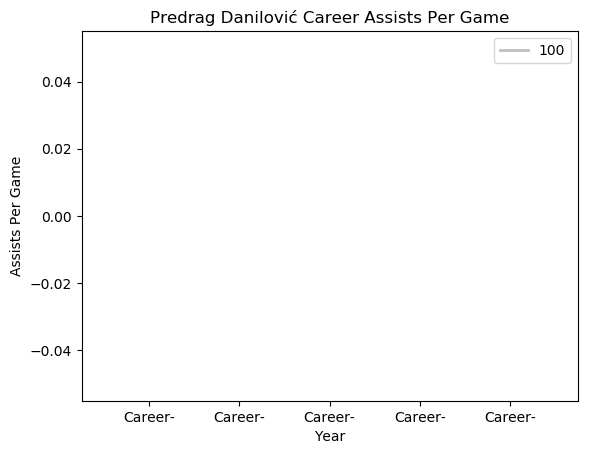 Predrag Danilović Career Assists Per Game
100
Assists Per Game
0.04
0.02
0.00
−0.02
−0.04
Career- Career- Career- Career- Career-
Year